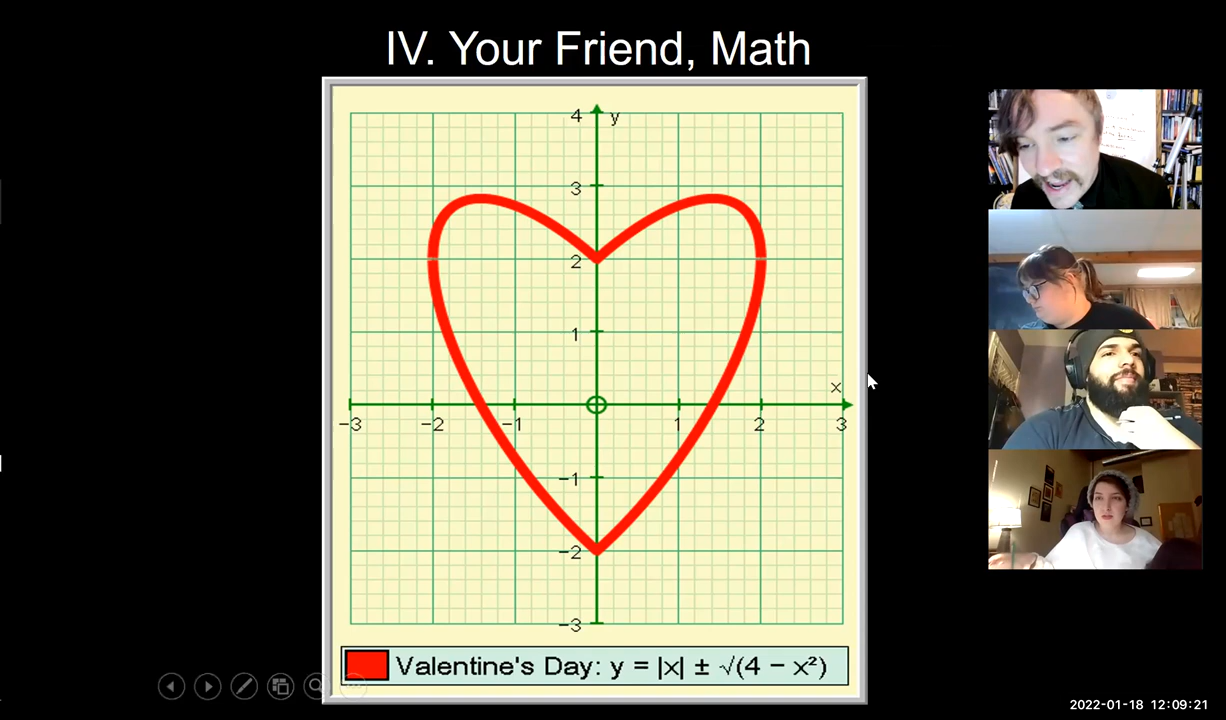 IV. Your Friend, Math
4 y
3
2
1
x
−3 −2 −1 1 2 3
−1
−2
−3
Valentine's Day: y = |x| ± √(4 − x²)
2022-01-18 12:09:21